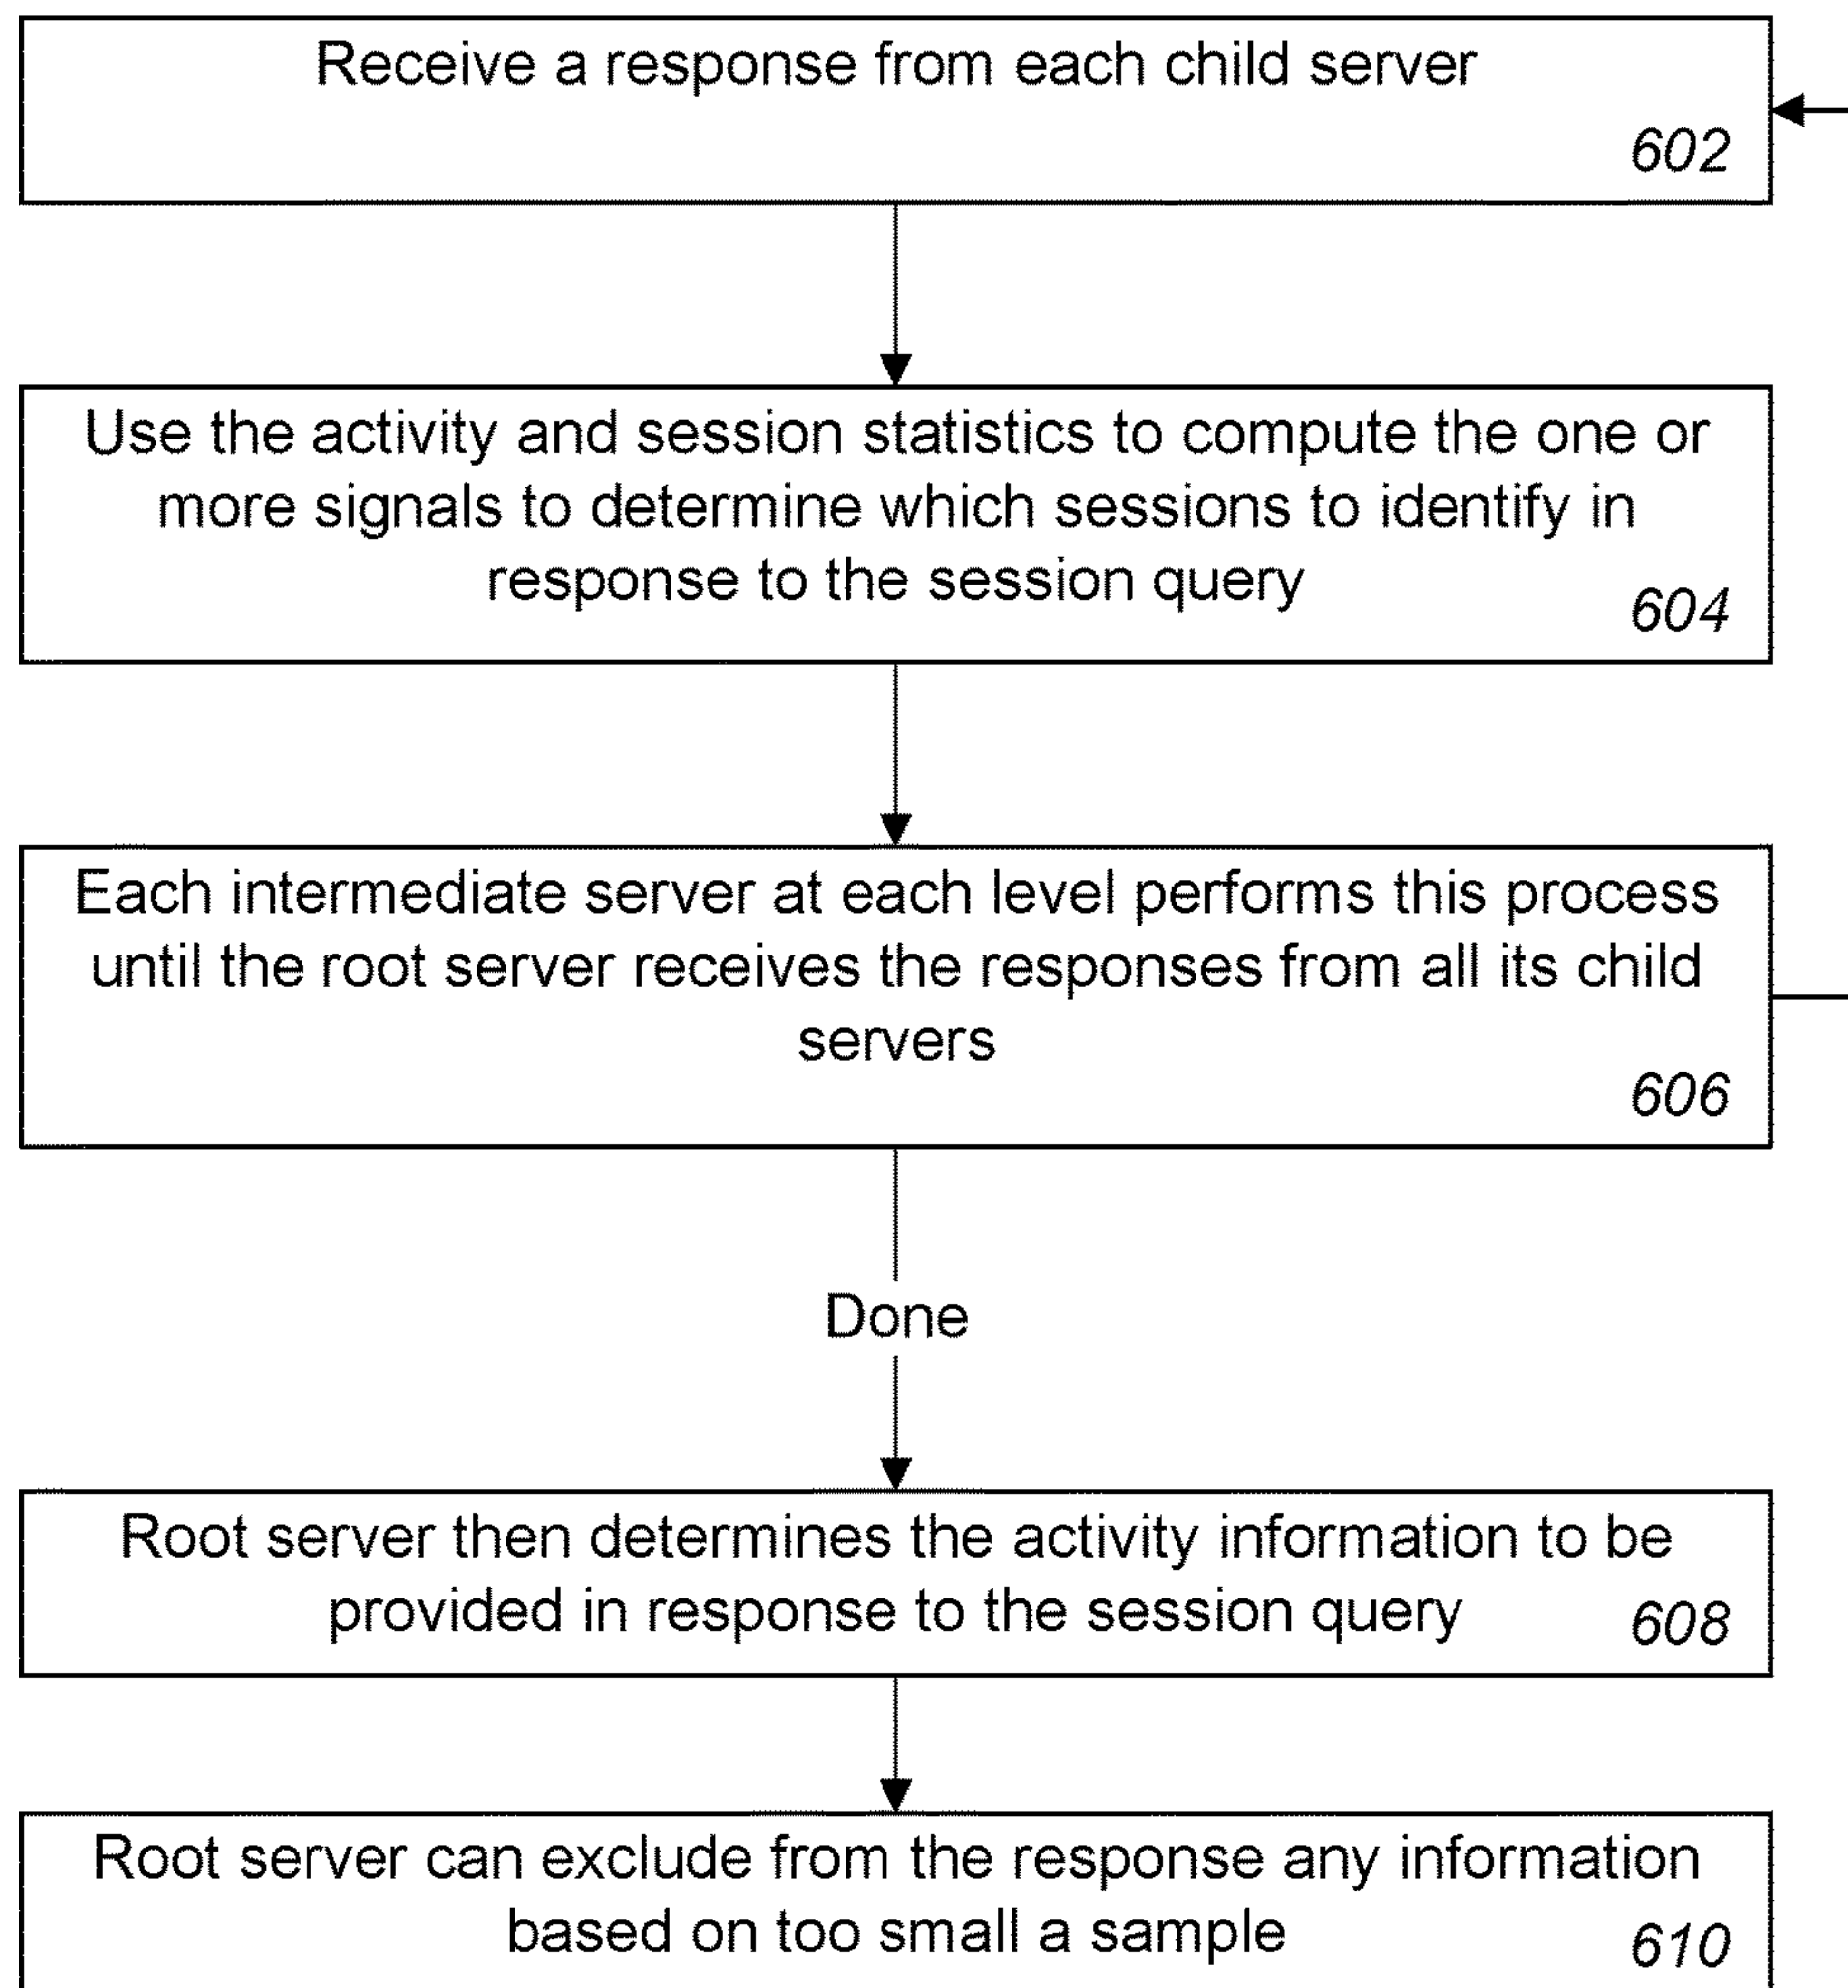 Receive a response from each child server
602
Use the activity and session statistics to compute the one or
more signals to determine which sessions to identify in
response to the session query
604
Each intermediate server at each level performs this process
until the root server receives the responses from all its child
servers
606
Done
Root server then determines the activity information to be
provided in response to the session query
608
Root server can exclude from the response any information
based on too small a sample
610